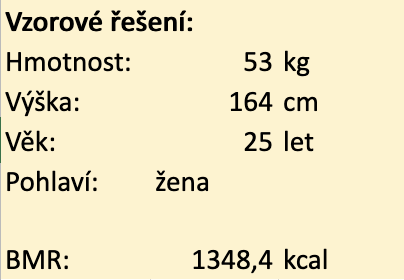 Vzorové řešení:
Hmotnost: 53 kg
Výška: 164 cm
Věk: 25 let
Pohlaví: žena
BMR: 1348,4 kcal